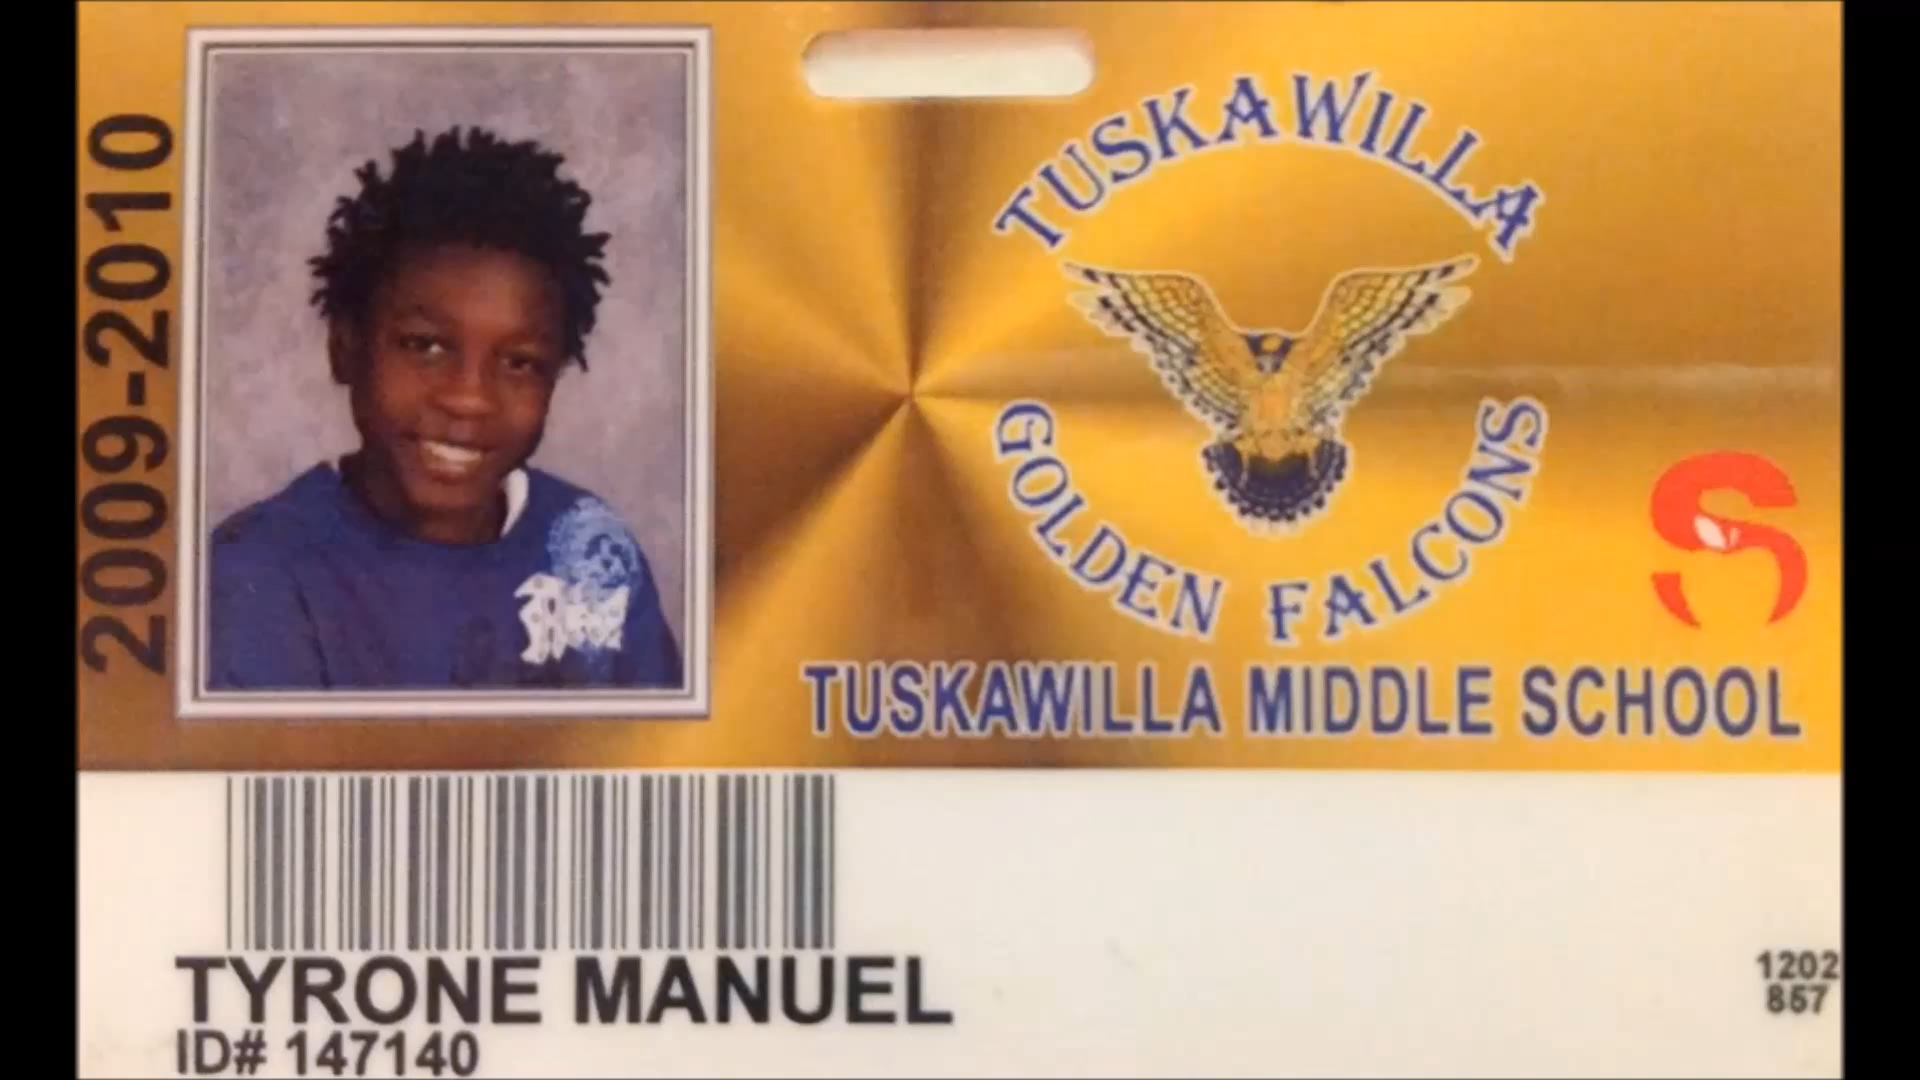 2009-2010
TUSKAWILLA
GOLDEN FALCONS
S
TUSKAWILLA MIDDLE SCHOOL
TYRONE MANUEL
ID# 147140
1202
857